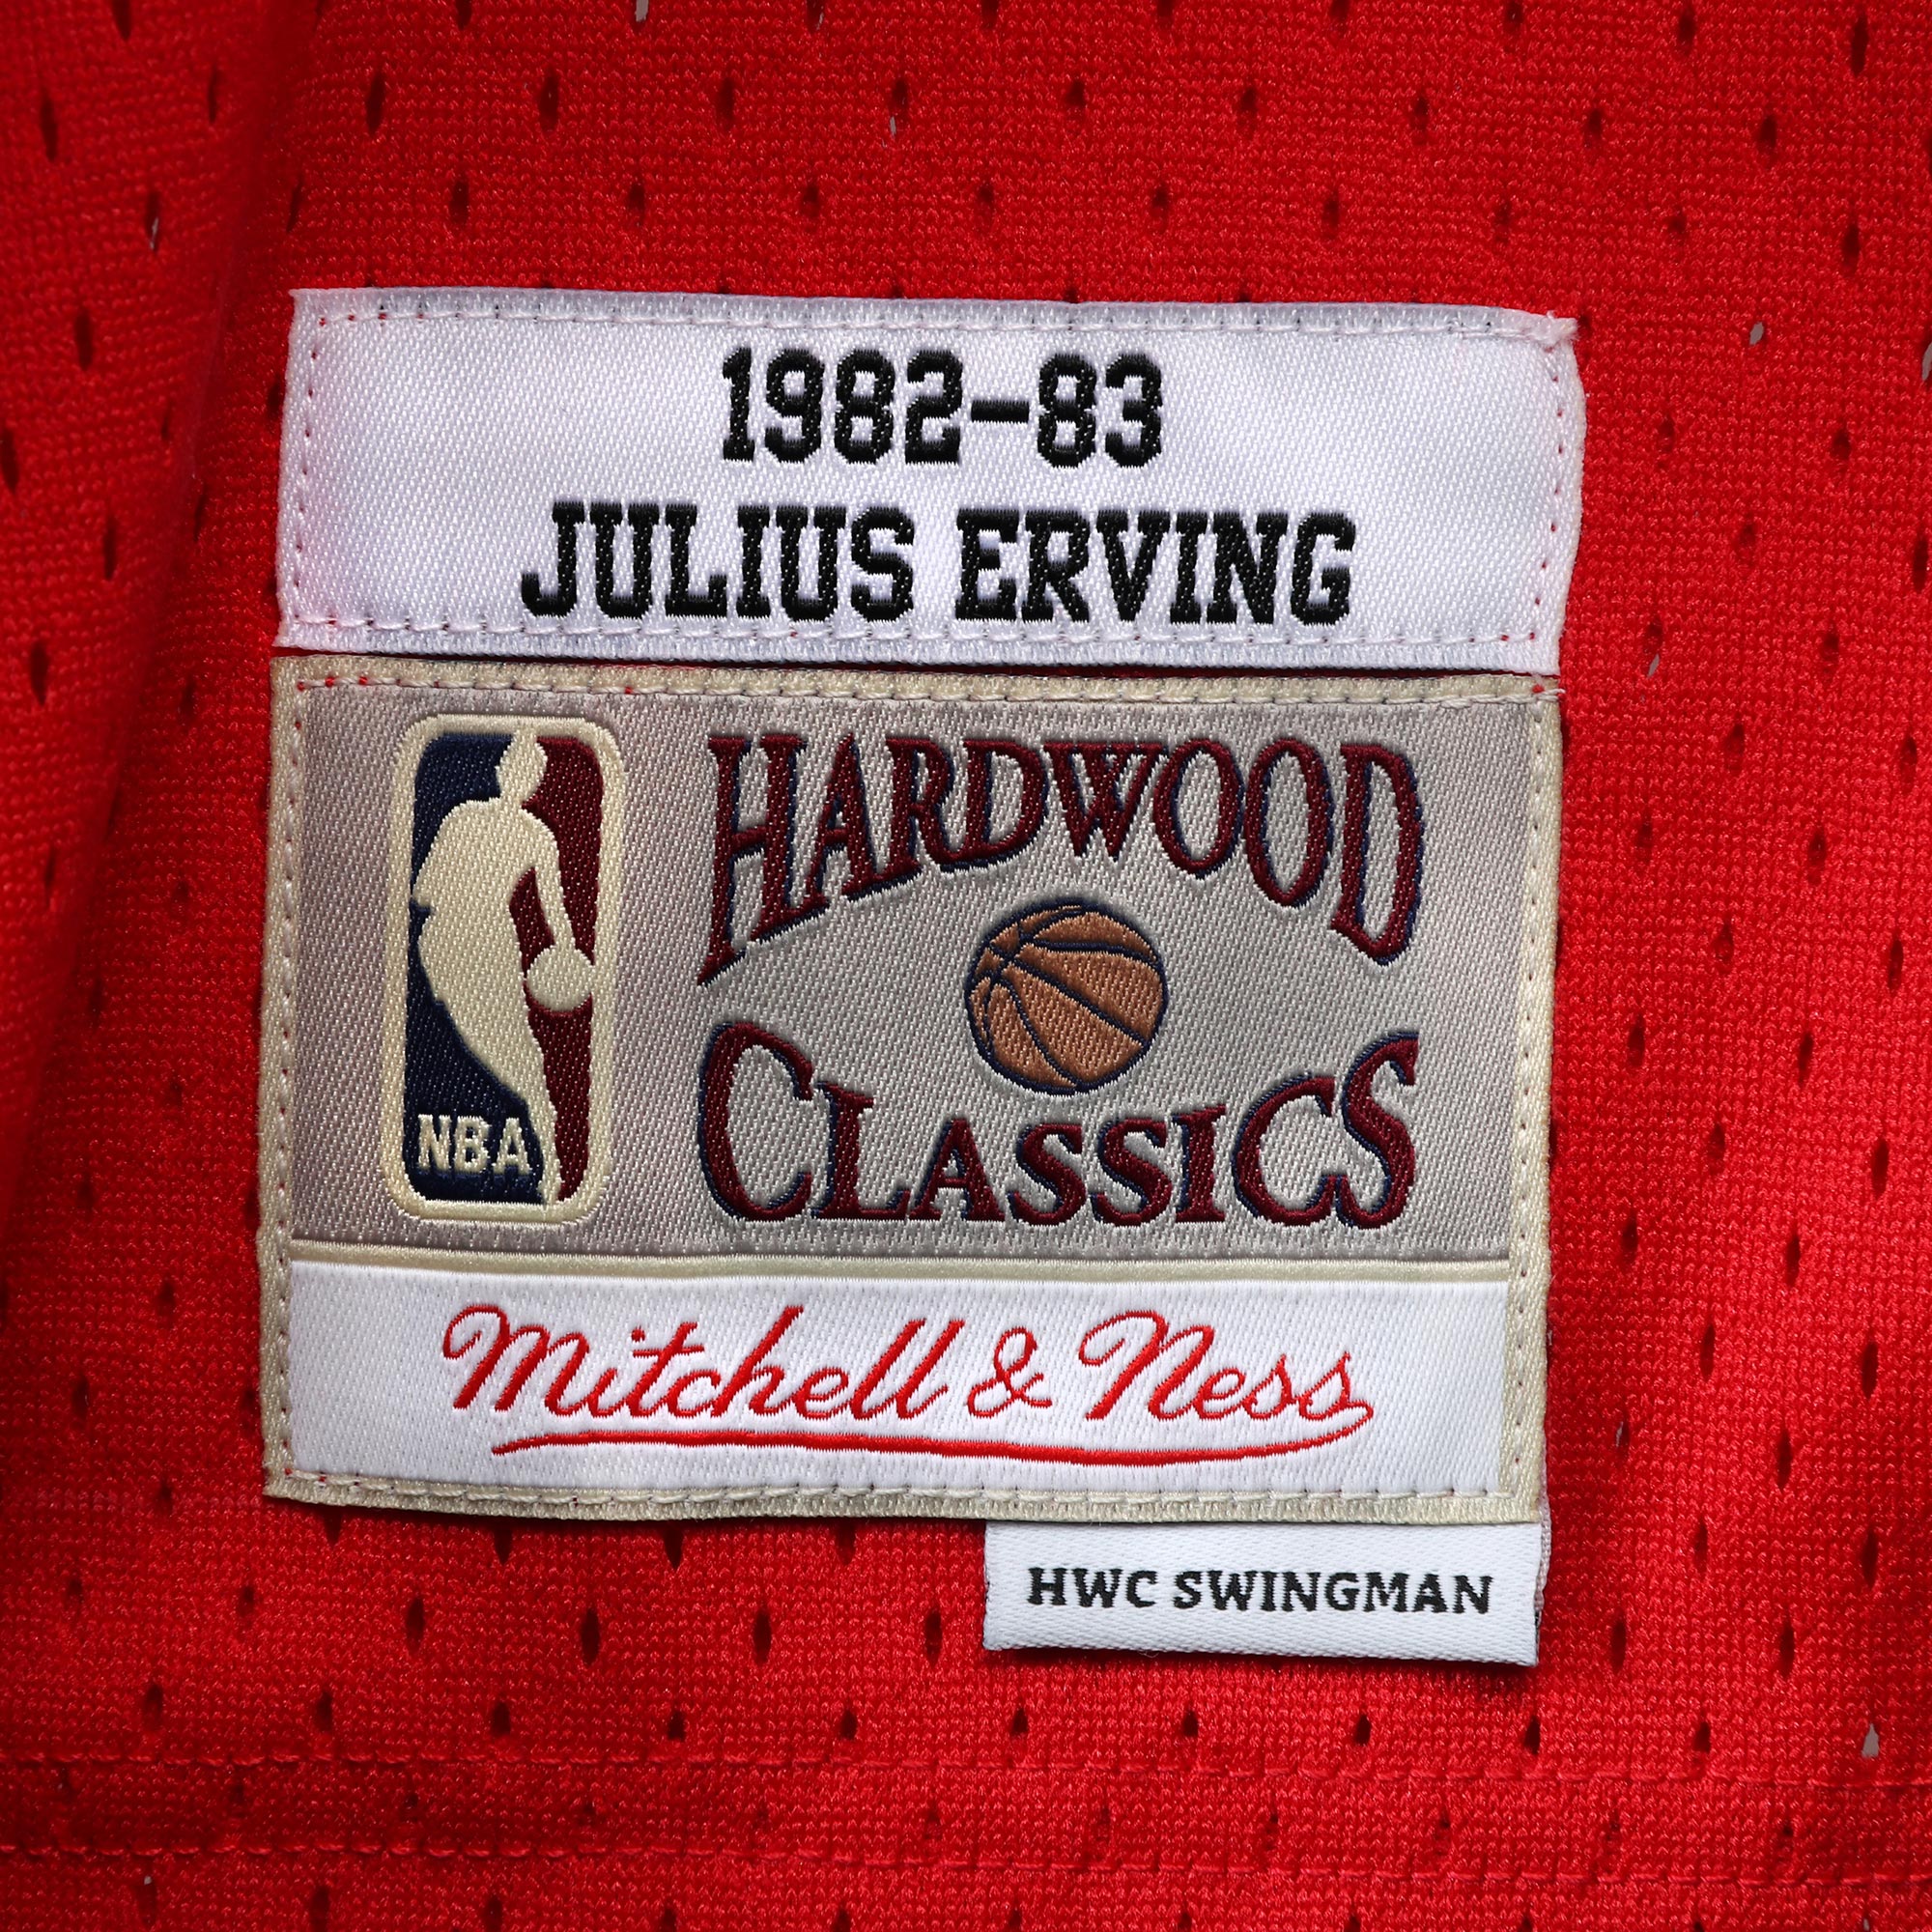 1982-83
JULIUS ERVING
NBA
HARDWOOD
CLASSICS
Mitchell & Ness
HWC SWINGMAN